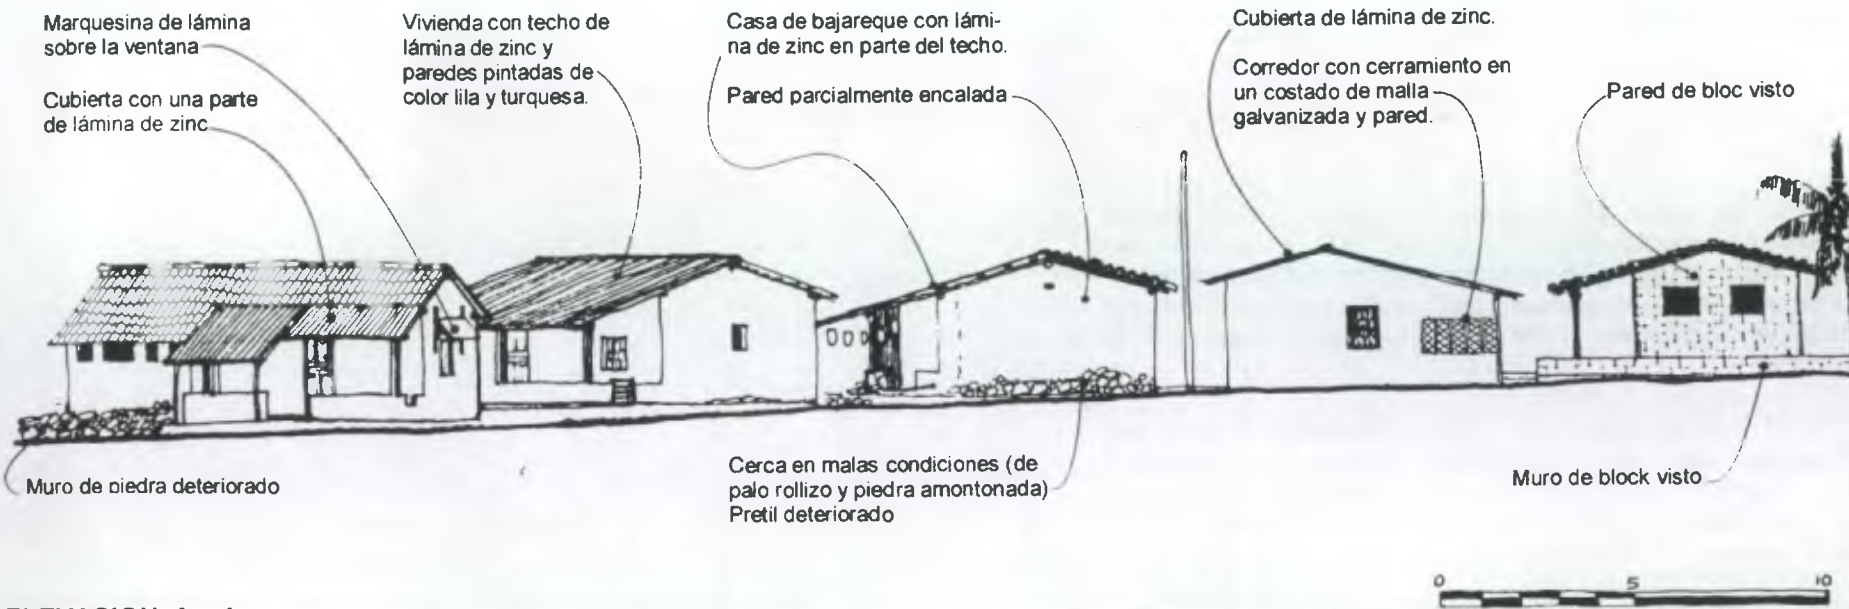 Marquesina de lámina
sobre la ventana
Cubierta con una parte
de lámina de zinc
Vivienda con techo de
lámina de zinc y
paredes pintadas de
color lila y turquesa.
Casa de bajareque con lámi-
na de zinc en parte del techo.
Pared parcialmente encalada
Cubierta de lámina de zinc.
Corredor con cerramiento en
un costado de malla
galvanizada y pared.
Pared de bloc visto
Muro de piedra deteriorado
Cerca en malas condiciones (de
palo rollizo y piedra amontonada)
Pretil deteriorado
Muro de block visto
0 5 10